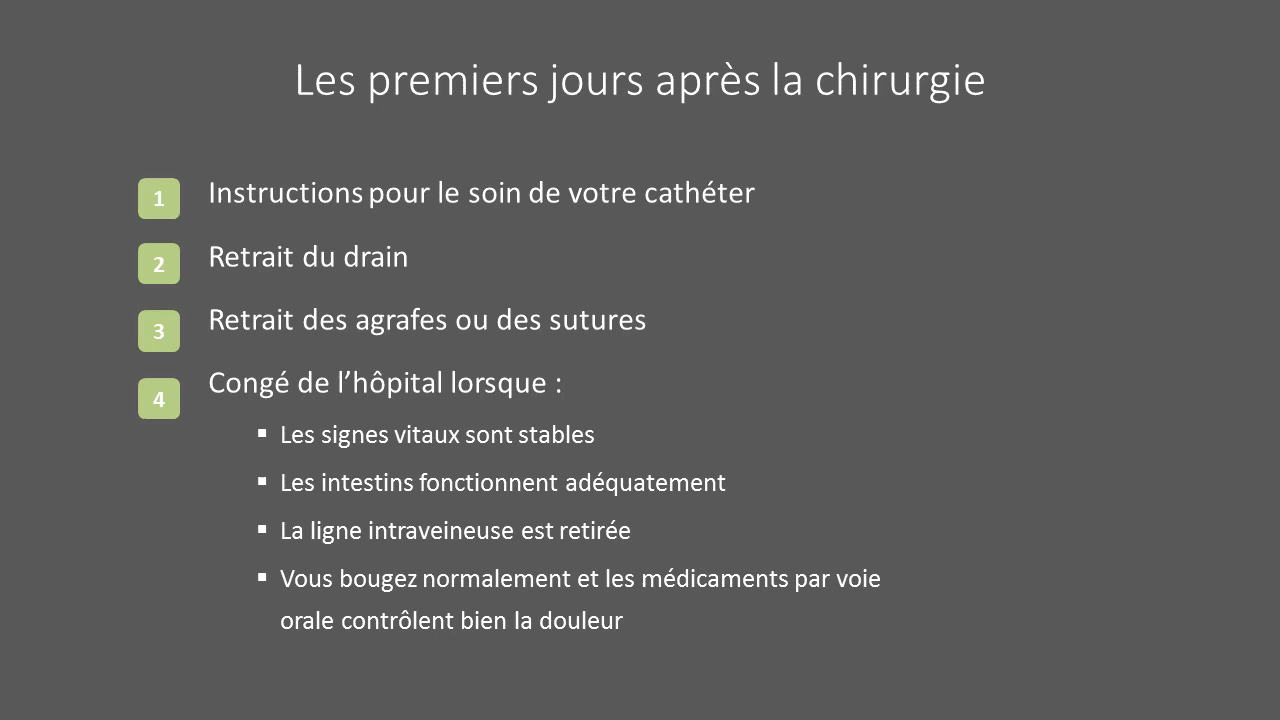 Les premiers jours après la chirurgie
1 Instructions pour le soin de votre cathéter
2 Retrait du drain
3 Retrait des agrafes ou des sutures
4 Congé de l’hôpital lorsque :
▪ Les signes vitaux sont stables
▪ Les intestins fonctionnent adéquatement
▪ La ligne intraveineuse est retirée
▪ Vous bougez normalement et les médicaments par voie
orale contrôlent bien la douleur